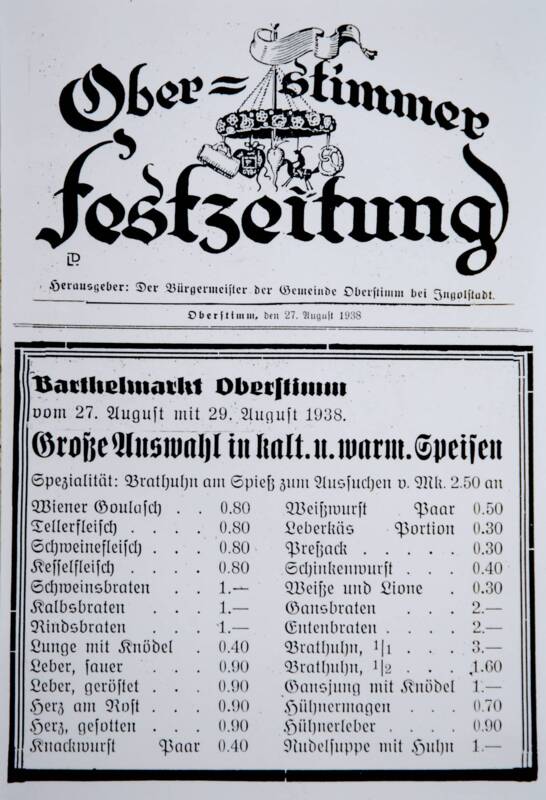 Ober=Stimmer
Festzeitung
Herausgeber: Der Bürgermeister der Gemeinde Oberstimm bei Ingolstadt.
Oberstimm, den 27. August 1938
Barthelmarkt Oberstimm
vom 27. August mit 29. August 1938.
Große Auswahl in kalt. u. warm. Speisen
Spezialität: Brathuhn am Spieß zum Aussuchen v. Mk. 2.50 an
Wiener Goulasch . . 0.80
Tellerfleisch . . . . 0.80
Schweinefleisch . . . 0.80
Kesselfleisch . . . . 0.80
Schweinsbraten . . 1.—
Kalbsbraten . . . 1.—
Rindsbraten . . . 1.—
Lunge mit Knödel . 0.40
Leber, sauer . . . 0.90
Leber, geröstet . . . 0.90
Herz am Rost . . . 0.90
Herz, gesotten . . . 0.90
Knackwurst Paar 0.40
Weißwurst Paar 0.50
Leberkäs Portion 0.30
Preßack . . . . . 0.30
Schinkenwurst . . . 0.40
Weiße und Lione . 0.30
Gansbraten . . . 2.—
Entenbraten . . . . 2.—
Brathuhn, 1/1 . . . 3.—
Brathuhn, 1/2 . . . 1.60
Gansjung mit Knödel 1.—
Hühnermagen . . . 0.70
Hühnerleber . . . . 0.90
Nudelsuppe mit Huhn 1.—